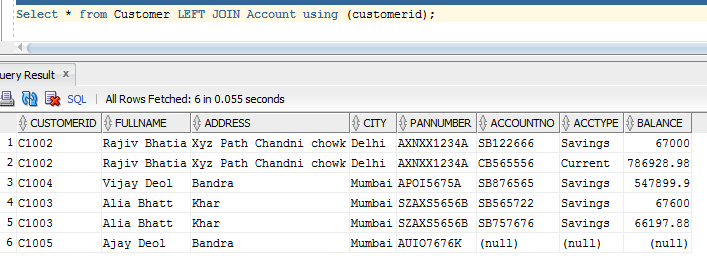 Select * from Customer LEFT JOIN Account using (customerid);
uery Result x
SQL | All Rows Fetched: 6 in 0.055 seconds
CUSTOMERID FULLNAME ADDRESS CITY PANNUMBER ACCOUNTNO ACCTYPE BALANCE
1 C1002 Rajiv Bhatia Xyz Path Chandni chowk Delhi AXNXX1234A SB122666 Savings 67000
2 C1002 Rajiv Bhatia Xyz Path Chandni chowk Delhi AXNXX1234A CB565556 Current 786928.98
3 C1004 Vijay Deol Bandra Mumbai APOI5675A SB876565 Savings 547899.9
4 C1003 Alia Bhatt Khar Mumbai SZAXS5656B SB565722 Savings 67600
5 C1003 Alia Bhatt Khar Mumbai SZAXS5656B SB757676 Savings 66197.88
6 C1005 Ajay Deol Bandra Mumbai AUIO7676K (null) (null) (null)